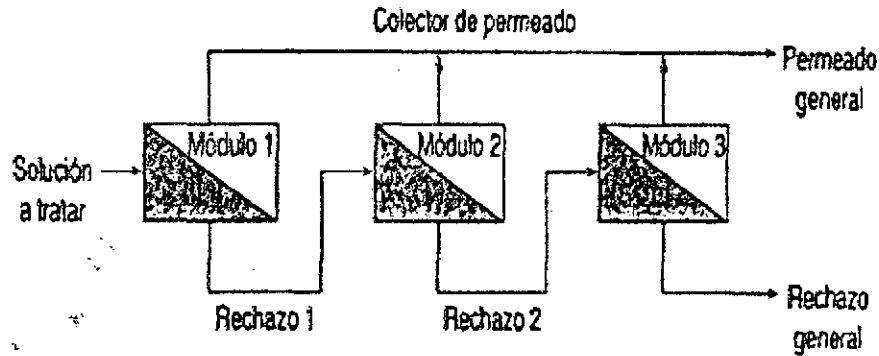 Colector de permeado
Permeado
general
Módulo 1
Módulo 2
Módulo 3
Solución
a tratar
Rechazo 1
Rechazo 2
Rechazo
general